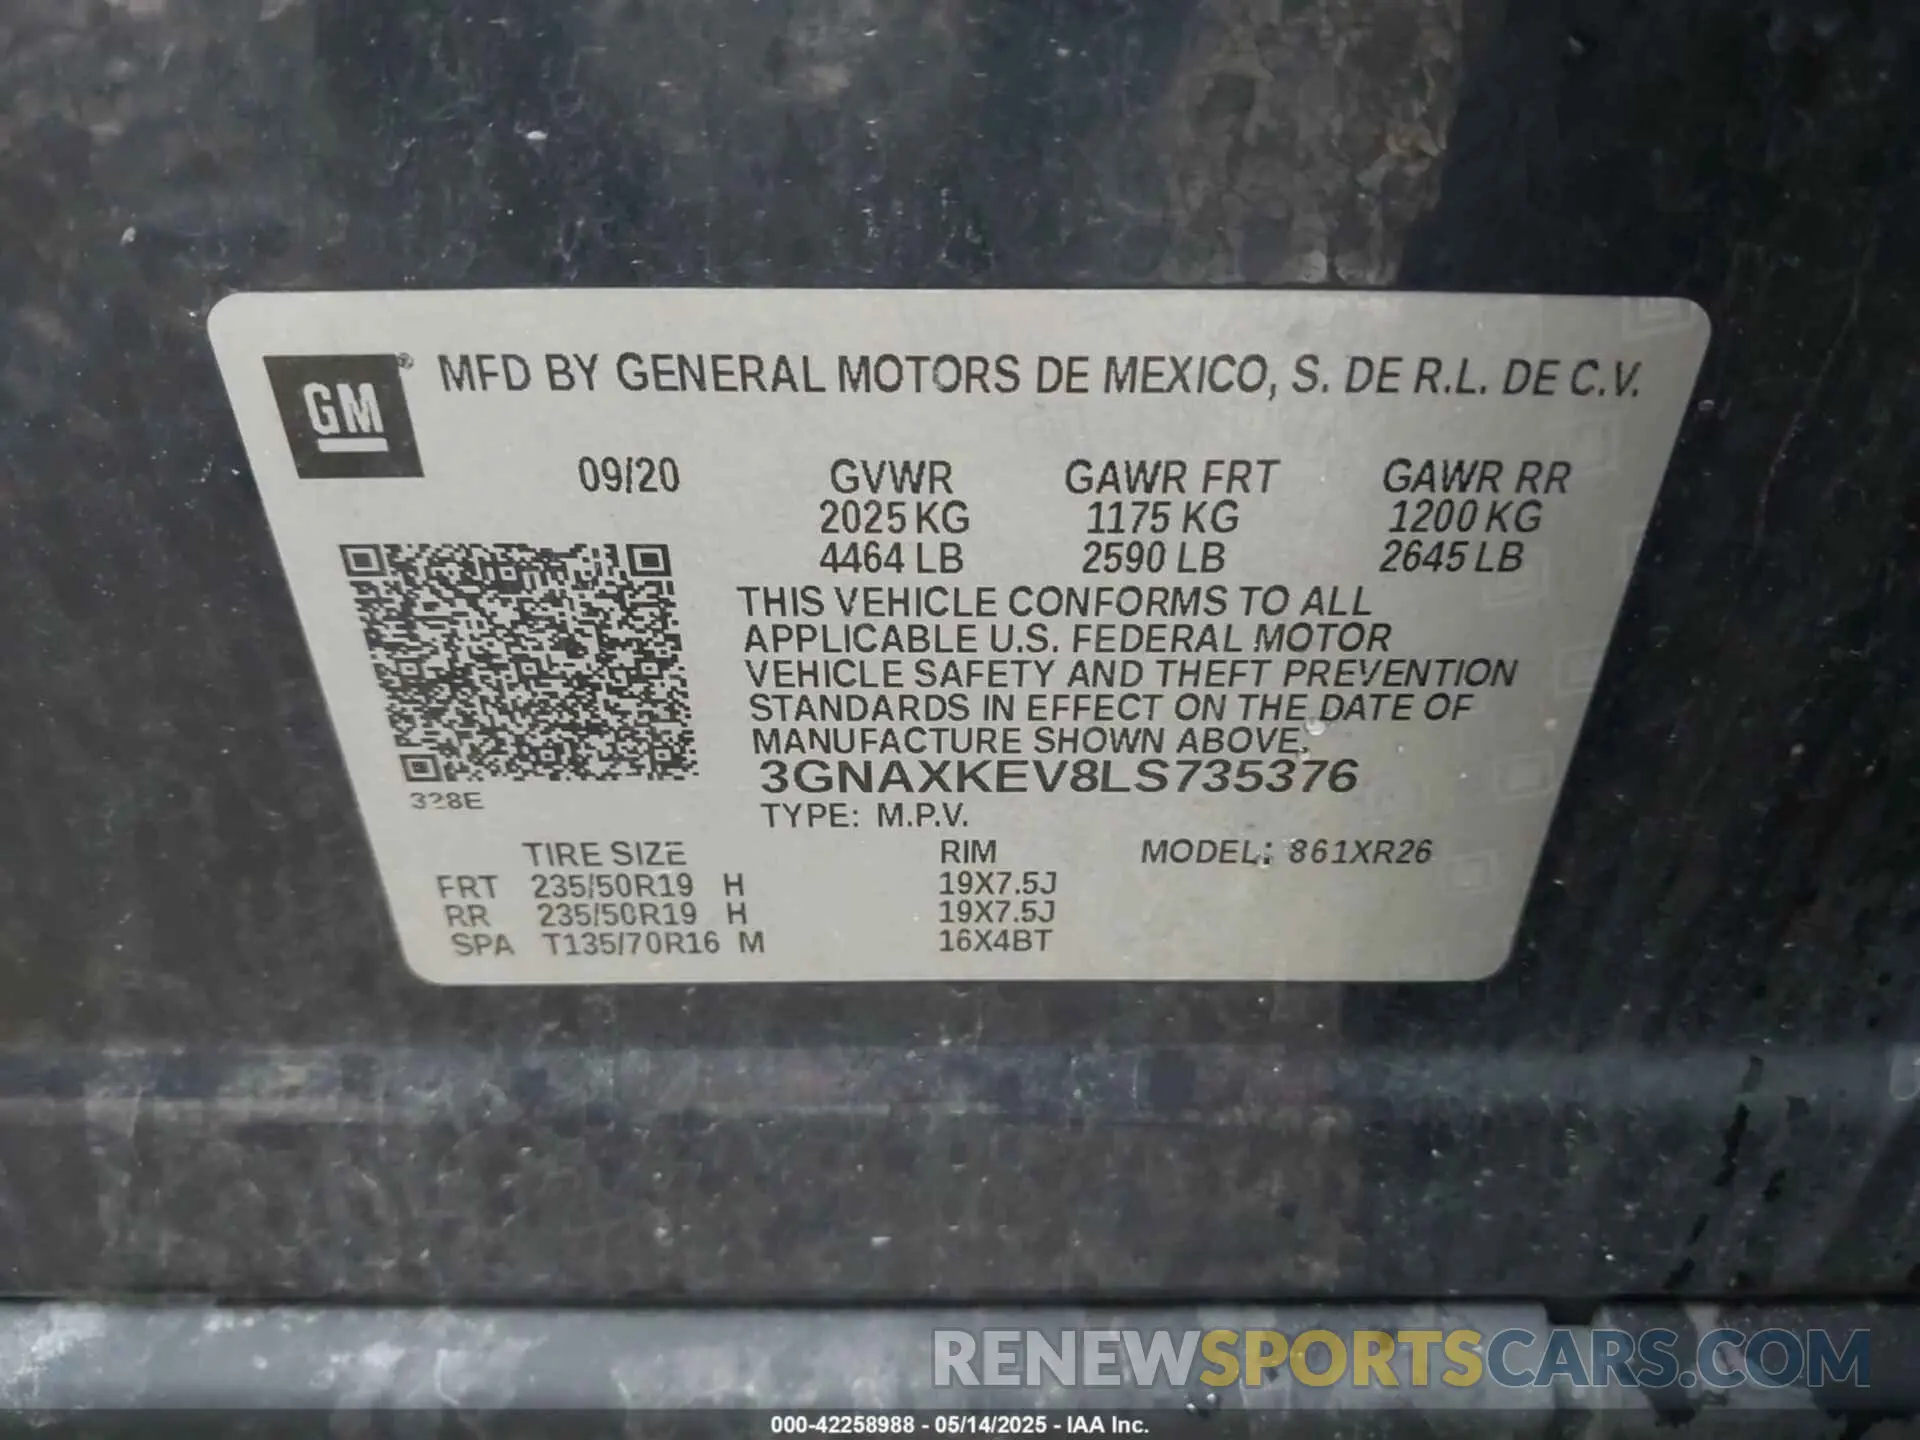 GM ® MFD BY GENERAL MOTORS DE MEXICO, S. DE R.L. DE C.V.
09/20 GVWR GAWR FRT GAWR RR
2025 KG 1175 KG 1200 KG
4464 LB 2590 LB 2645 LB
THIS VEHICLE CONFORMS TO ALL
APPLICABLE U.S. FEDERAL MOTOR
VEHICLE SAFETY AND THEFT PREVENTION
STANDARDS IN EFFECT ON THE DATE OF
MANUFACTURE SHOWN ABOVE.
3GNAXKEV8LS735376
328E
TYPE: M.P.V.
TIRE SIZE RIM MODEL: 861XR26
FRT 235/50R19 H 19X7.5J
RR 235/50R19 H 19X7.5J
SPA T135/70R16 M 16X4BT
RENEWSPORTSCARS.COM
000-42258988 - 05/14/2025 - IAA Inc.